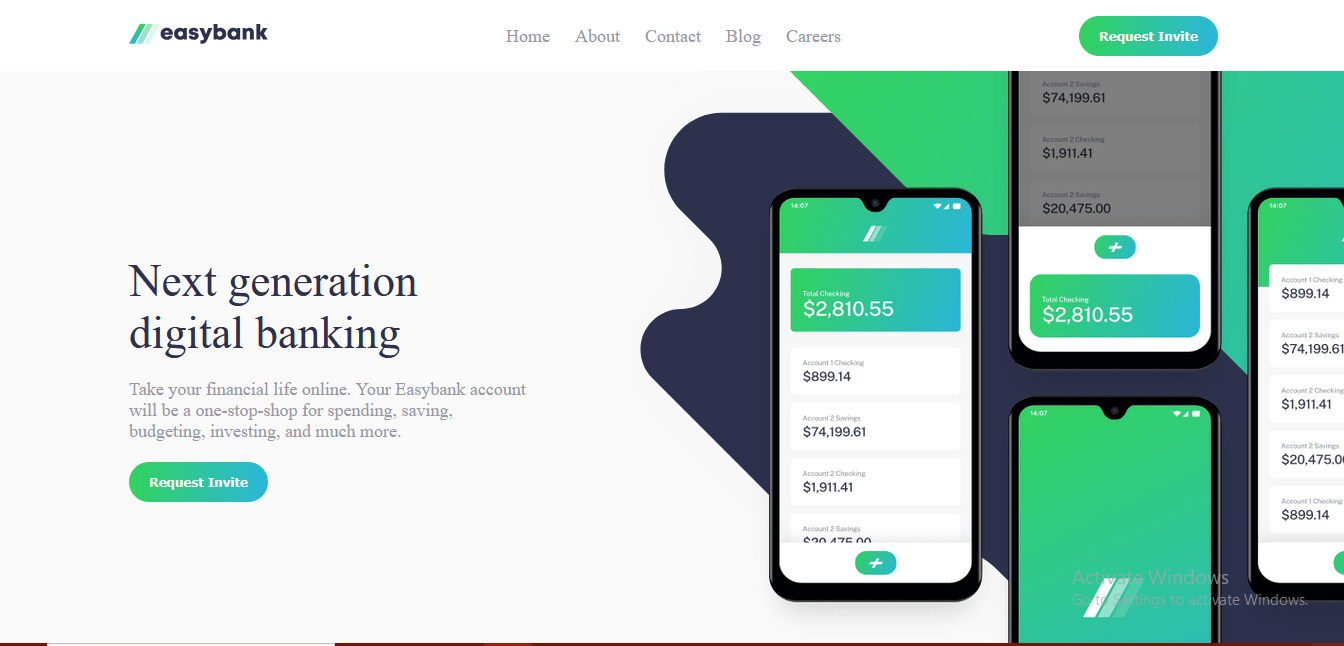 easybank
Home
About
Contact
Blog
Careers
Request Invite
Next generation
digital banking
Take your financial life online. Your Easybank account
will be a one-stop-shop for spending, saving,
budgeting, investing, and much more.
Request Invite
14:07
Total Checking
$2,810.55
Account 1 Checking
$899.14
Account 2 Savings
$74,199.61
Account 2 Checking
$1,911.41
Account 2 Savings
$20,475.00
Account 2 Savings
$74,199.61
Account 2 Checking
$1,911.41
Account 2 Savings
$20,475.00
Total Checking
$2,810.55
14:07
14:07
Account 1 Checking
$899.14
Account 2 Savings
$74,199.61
Account 2 Checking
$1,911.41
Account 2 Savings
$20,475.00
Account 1 Checking
$899.14
Activate Windows
Go to Settings to activate Windows.